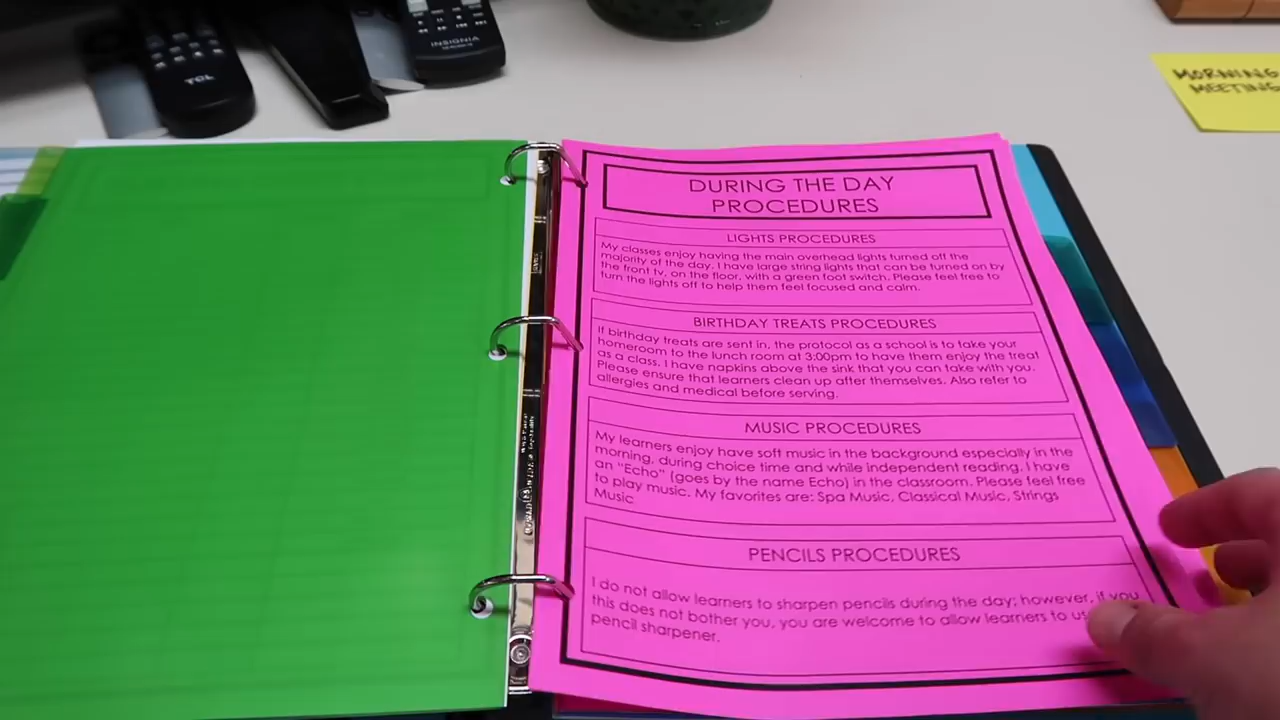 TCL
INSIGNIA
MORNING
MEETING
DURING THE DAY
PROCEDURES
LIGHTS PROCEDURES
My classes enjoy having the main overhead lights turned off the
majority of the day. I have large string lights that can be turned on by
the front tv, on the floor, with a green foot switch. Please feel free to
turn the lights off to help them feel focused and calm.
BIRTHDAY TREATS PROCEDURES
If birthday treats are sent in, the protocol as a school is to take your
homeroom to the lunch room at 3:00pm to have them enjoy the treat
as a class. I have napkins above the sink that you can take with you.
Please ensure that learners clean up after themselves. Also refer to
allergies and medical before serving.
MUSIC PROCEDURES
My learners enjoy have soft music in the background especially in the
morning, during choice time and while independent reading. I have
an "Echo" (goes by the name Echo) in the classroom. Please feel free
to play music. My favorites are: Spa Music, Classical Music, Strings
Music
PENCILS PROCEDURES
I do not allow learners to sharpen pencils during the day; however, if you
this does not bother you, you are welcome to allow learners to us
pencil sharpener.